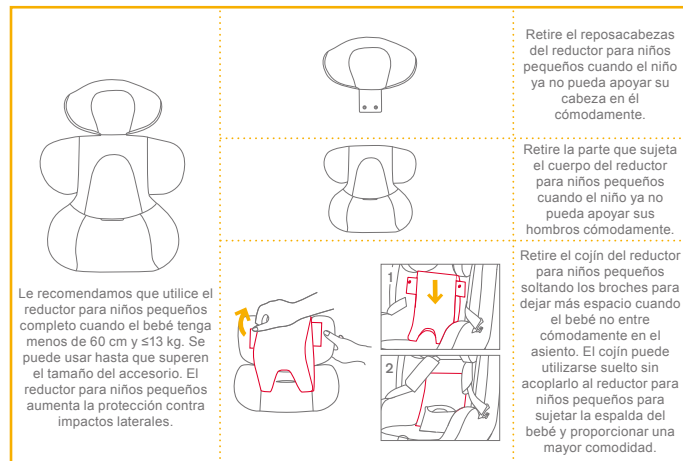 Le recomendamos que utilice el
reductor para niños pequeños
completo cuando el bebé tenga
menos de 60 cm y ≤13 kg. Se
puede usar hasta que superen
el tamaño del accesorio. El
reductor para niños pequeños
aumenta la protección contra
impactos laterales.
Retire el reposacabezas
del reductor para niños
pequeños cuando el niño
ya no pueda apoyar su
cabeza en él
cómodamente.
Retire la parte que sujeta
el cuerpo del reductor
para niños pequeños
cuando el niño ya no
pueda apoyar sus
hombros cómodamente.
1
2
Retire el cojín del reductor
para niños pequeños
soltando los broches para
dejar más espacio cuando
el bebé no entre
cómodamente en el
asiento. El cojín puede
utilizarse suelto sin
acoplarlo al reductor para
niños pequeños para
sujetar la espalda del
bebé y proporcionar una
mayor comodidad.